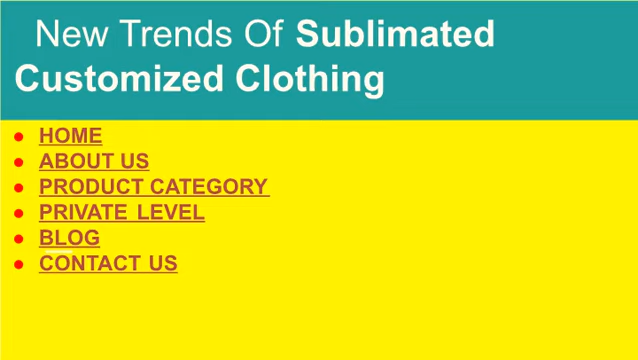 New Trends Of Sublimated
Customized Clothing
HOME
ABOUT US
PRODUCT CATEGORY
PRIVATE LEVEL
BLOG
CONTACT US